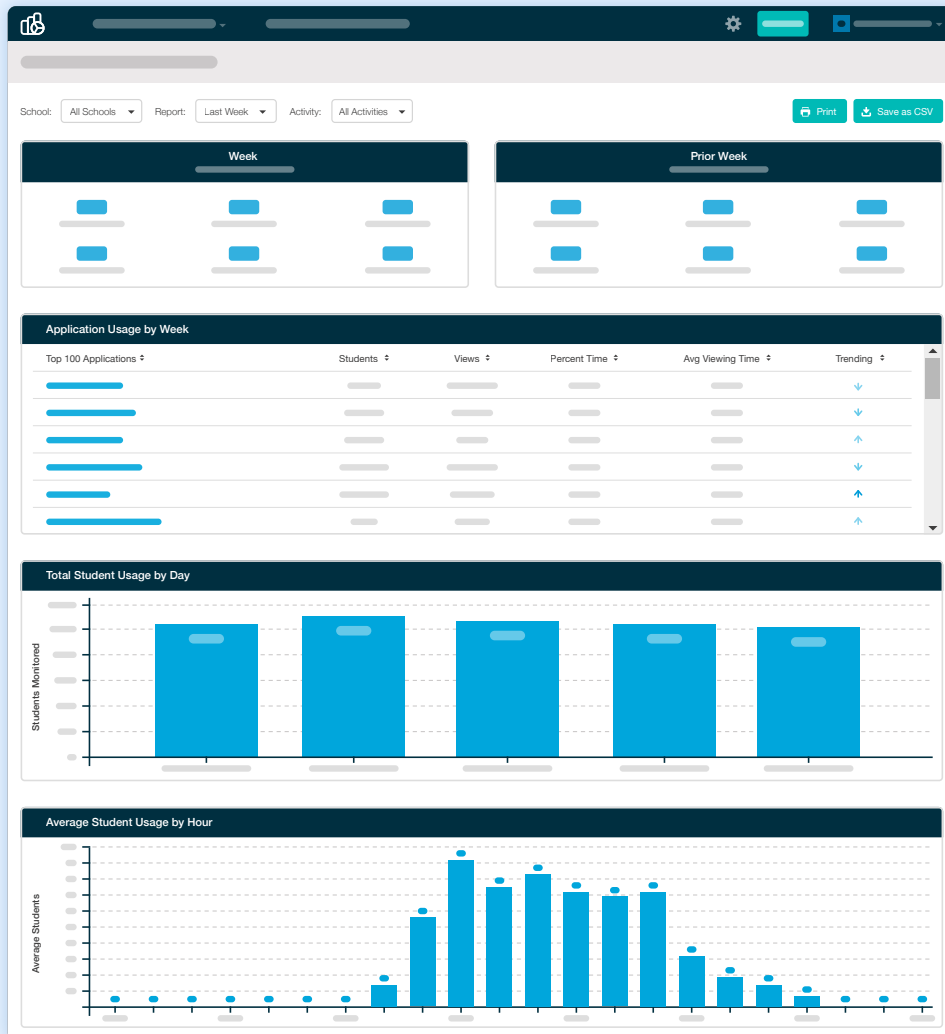 School: All Schools Report: Last Week Activity: All Activities Print Save as CSV
Week Prior Week
Application Usage by Week
Top 100 Applications Students Views Percent Time Avg Viewing Time Trending
Total Student Usage by Day
Students Monitored
Average Student Usage by Hour
Average Students